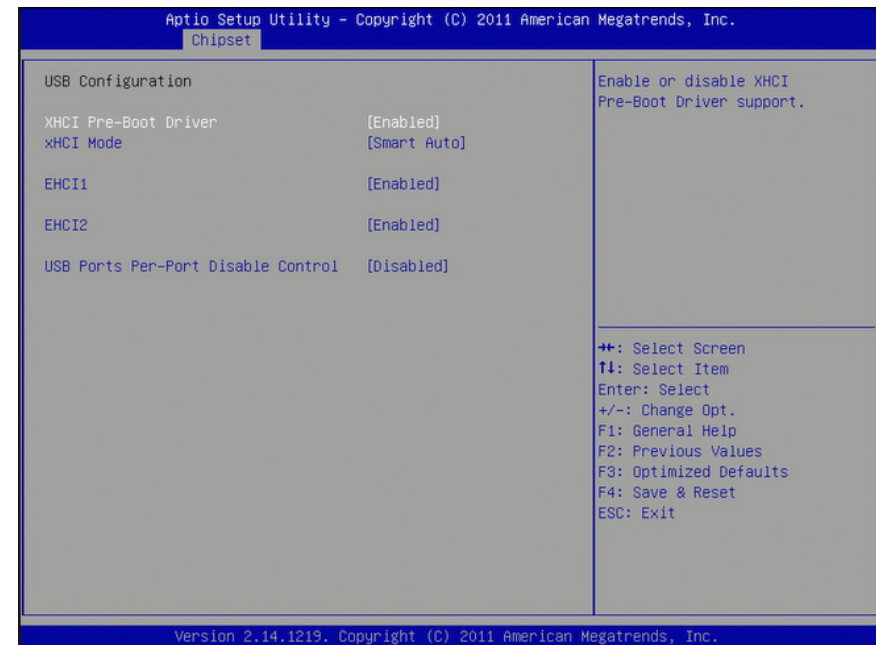 Aptio Setup Utility – Copyright (C) 2011 American Megatrends, Inc.
Chipset
USB Configuration
XHCI Pre-Boot Driver [Enabled]
xHCI Mode [Smart Auto]
EHCI1 [Enabled]
EHCI2 [Enabled]
USB Ports Per-Port Disable Control [Disabled]
Enable or disable XHCI
Pre-Boot Driver support.
→←: Select Screen
↑↓: Select Item
Enter: Select
+/-: Change Opt.
F1: General Help
F2: Previous Values
F3: Optimized Defaults
F4: Save & Reset
ESC: Exit
Version 2.14.1219. Copyright (C) 2011 American Megatrends, Inc.